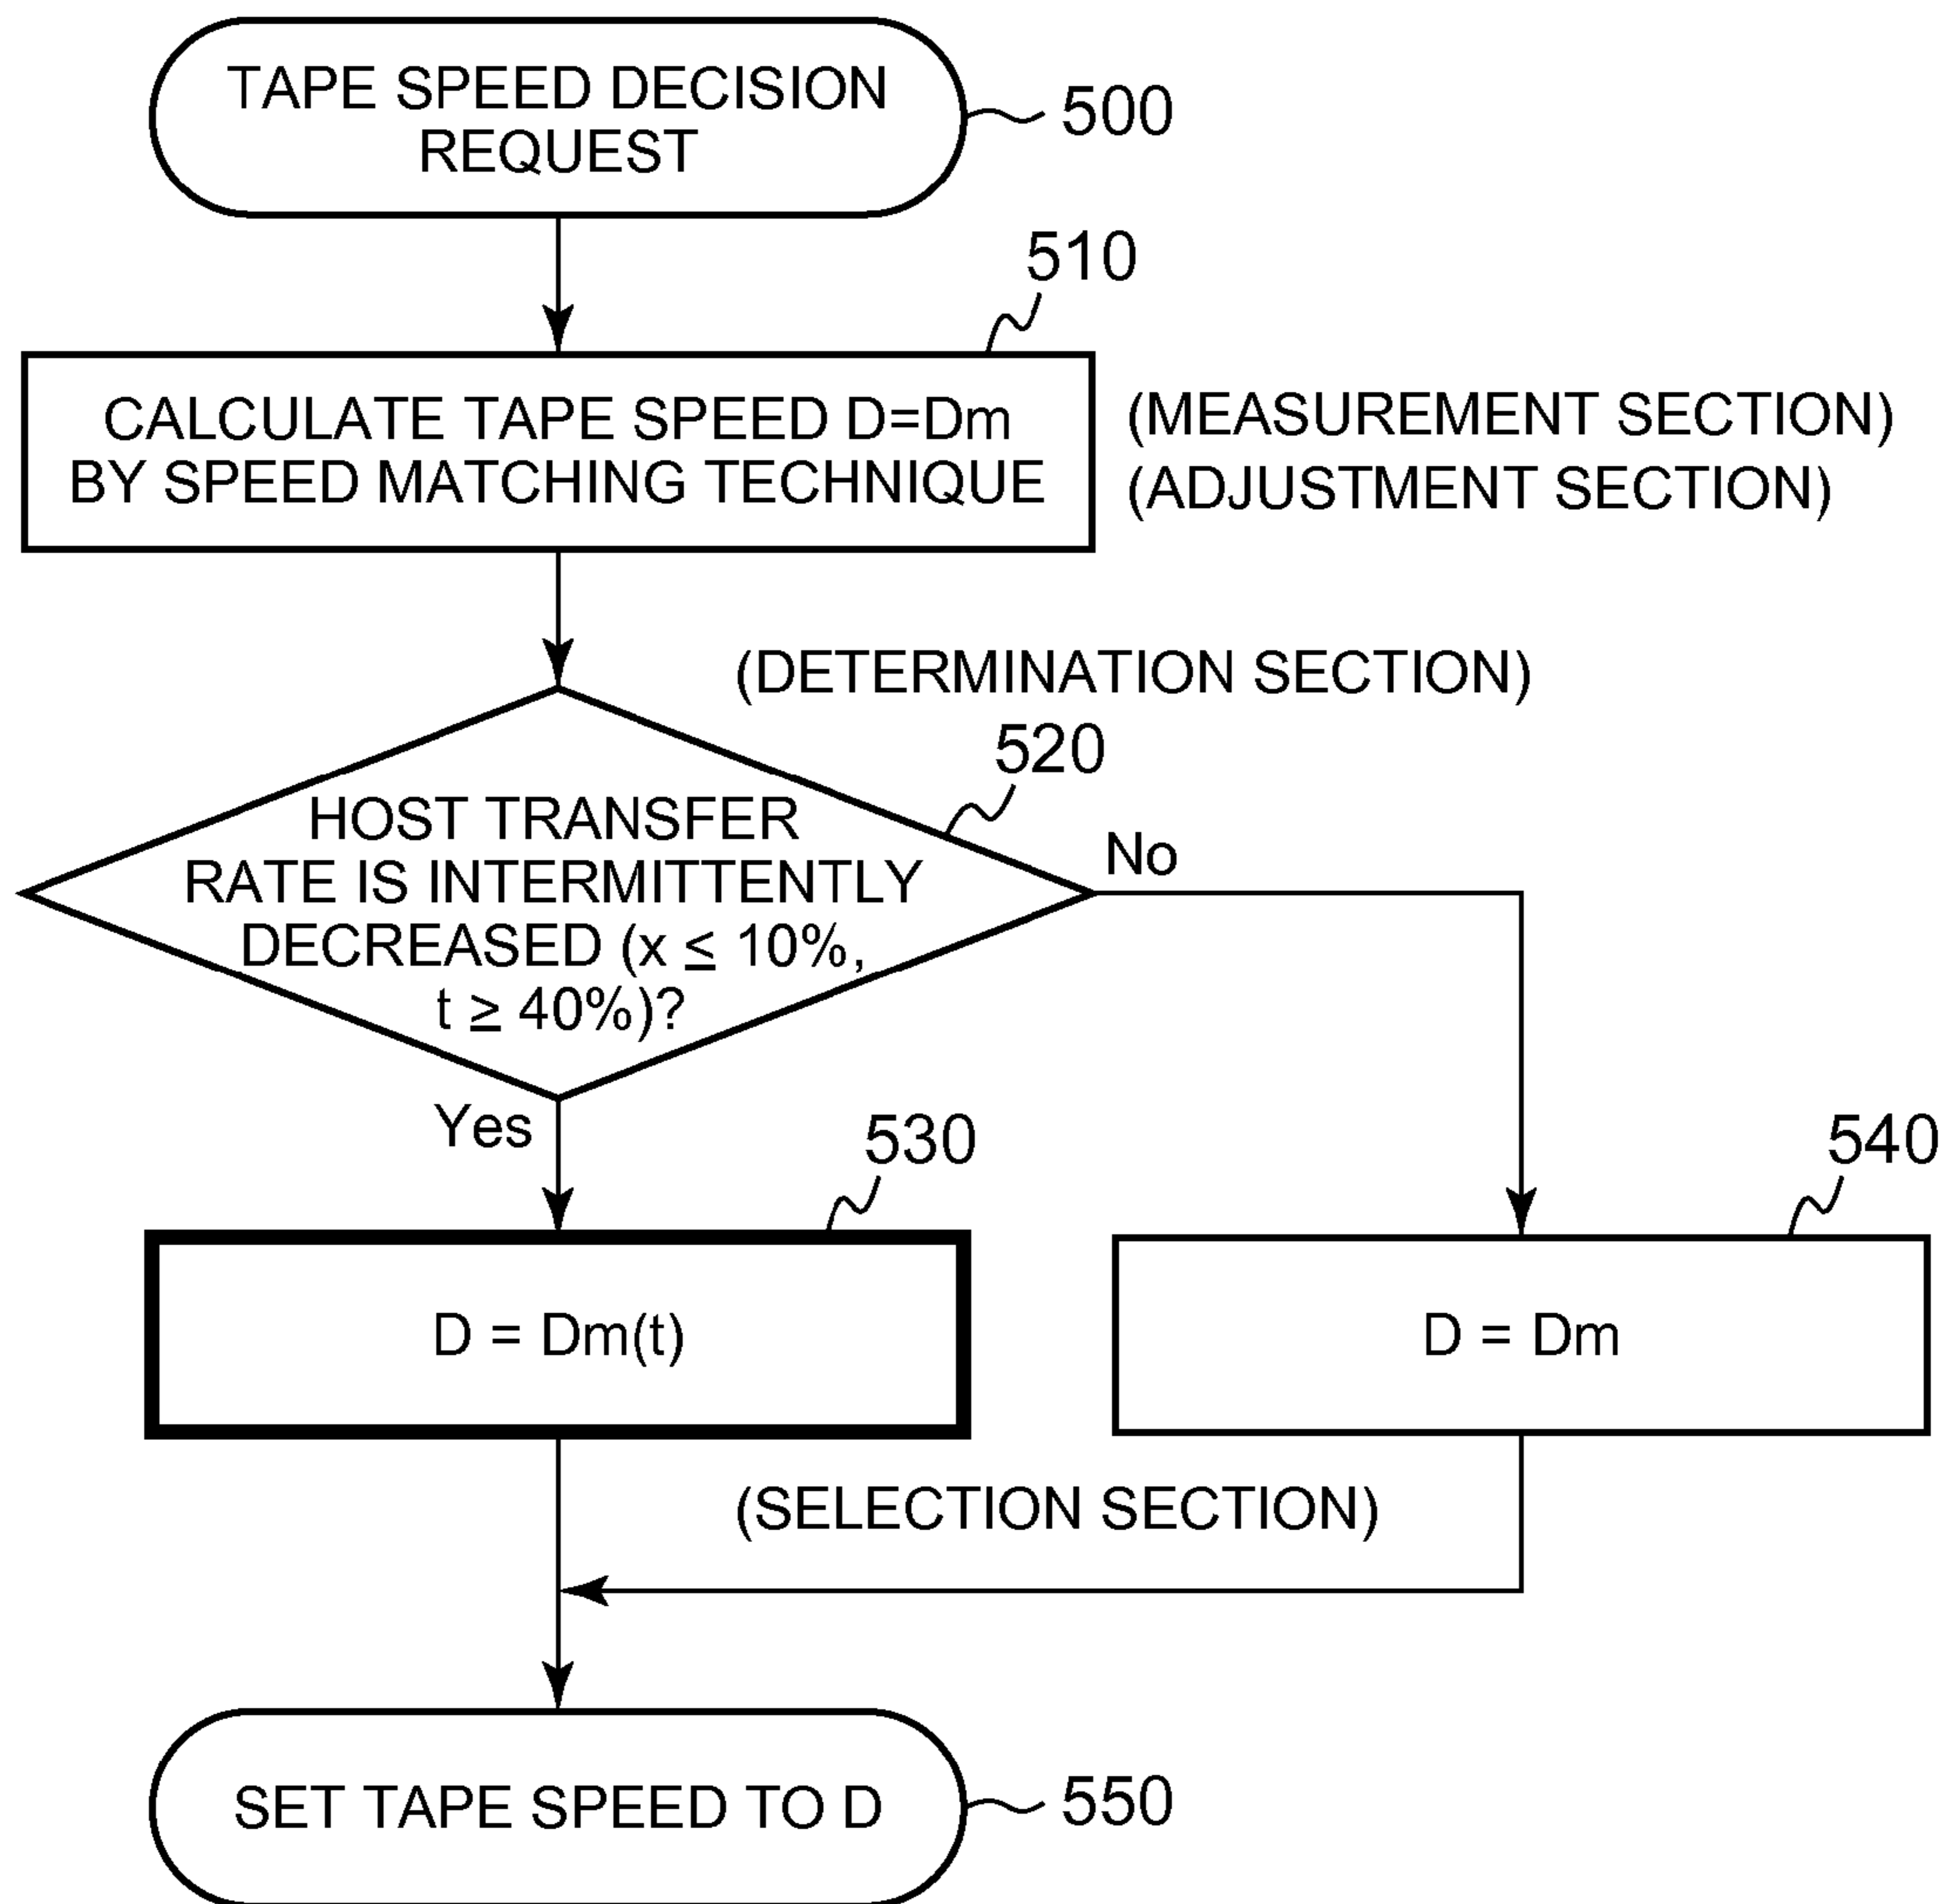 TAPE SPEED DECISION
REQUEST
500
510
CALCULATE TAPE SPEED D=Dm
BY SPEED MATCHING TECHNIQUE
(MEASUREMENT SECTION)
(ADJUSTMENT SECTION)
(DETERMINATION SECTION)
520
HOST TRANSFER
RATE IS INTERMITTENTLY
DECREASED (x ≤ 10%,
t ≥ 40%)?
No
Yes
530
540
D = Dm(t)
D = Dm
(SELECTION SECTION)
SET TAPE SPEED TO D
550